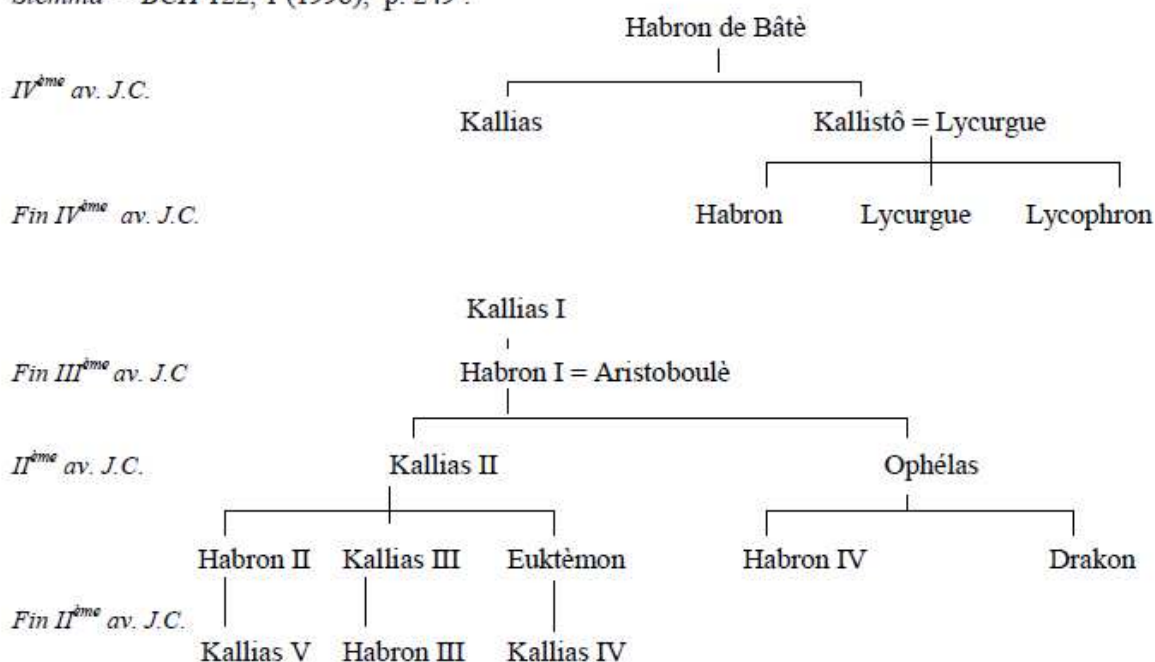 Habron de Bâtè
IVème av. J.C.
Kallias Kallistô = Lycurgue
Fin IVème av. J.C. Habron Lycurgue Lycophron
Kallias I
Fin IIIème av. J.C Habron I = Aristoboulè
IIème av. J.C. Kallias II Ophélas
Habron II Kallias III Euktèmon Habron IV Drakon
Fin IIème av. J.C.
Kallias V Habron III Kallias IV